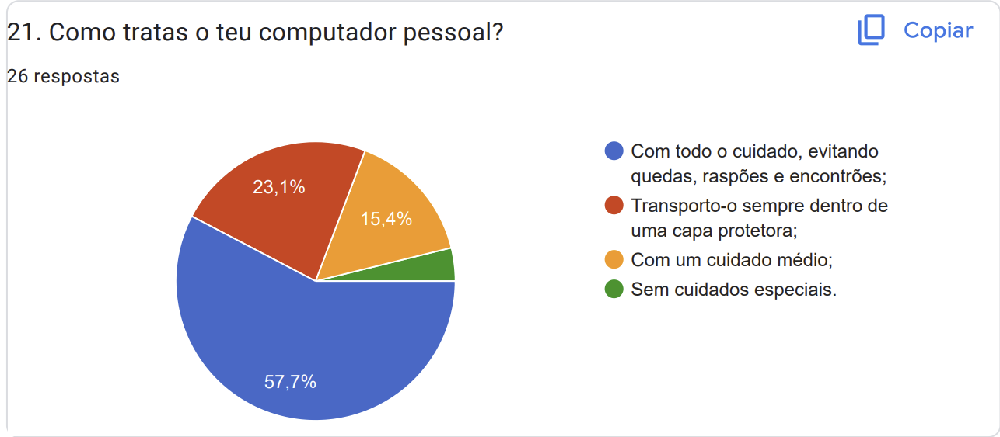 21. Como tratas o teu computador pessoal?
Copiar
26 respostas
23,1%
15,4%
57,7%
Com todo o cuidado, evitando
quedas, raspões e encontrões;
Transporto-o sempre dentro de
uma capa protetora;
Com um cuidado médio;
Sem cuidados especiais.